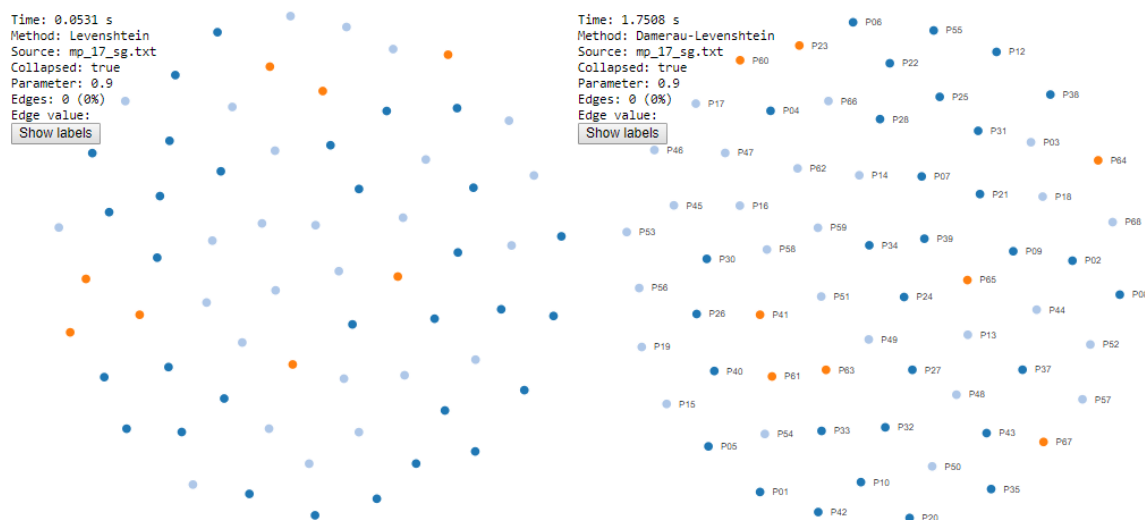 Time: 0.0531 s
Method: Levenshtein
Source: mp_17_sg.txt
Collapsed: true
Parameter: 0.9
Edges: 0 (0%)
Edge value:
Show labels
Time: 1.7508 s
Method: Damerau-Levenshtein
Source: mp_17_sg.txt
Collapsed: true
Parameter: 0.9
Edges: 0 (0%)
Edge value:
Show labels
P06
P55
P23
P12
P60
P22
P38
P17
P66
P25
P04
P28
P31
P03
P46
P47
P64
P62
P14
P07
P21
P18
P45
P16
P68
P53
P59
P39
P34
P58
P09
P30
P02
P65
P56
P51
P24
P44
P26
P41
P13
P49
P52
P19
P40
P61
P63
P27
P37
P48
P57
P15
P54
P33
P32
P43
P67
P05
P50
P10
P35
P01
P42
P20